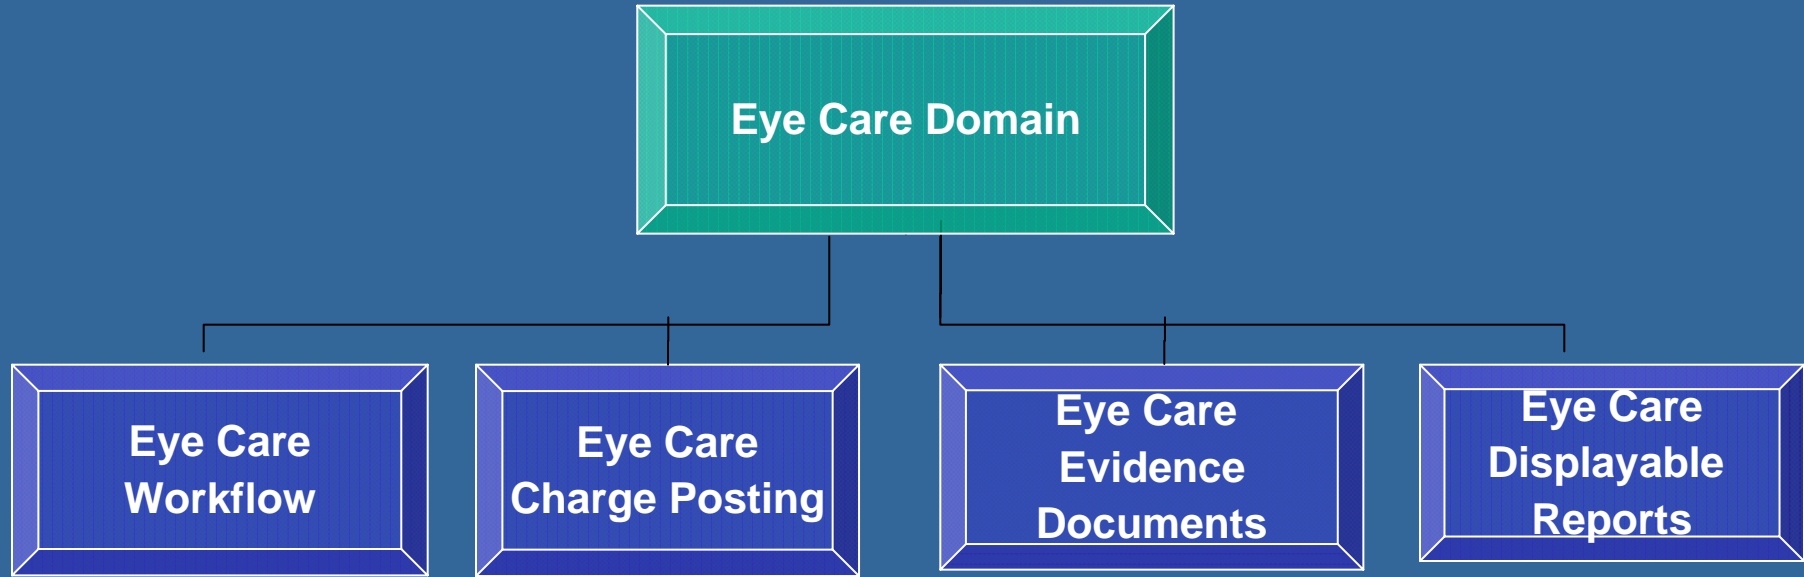 Eye Care Domain
Eye Care
Workflow
Eye Care
Charge Posting
Eye Care
Evidence
Documents
Eye Care
Displayable
Reports